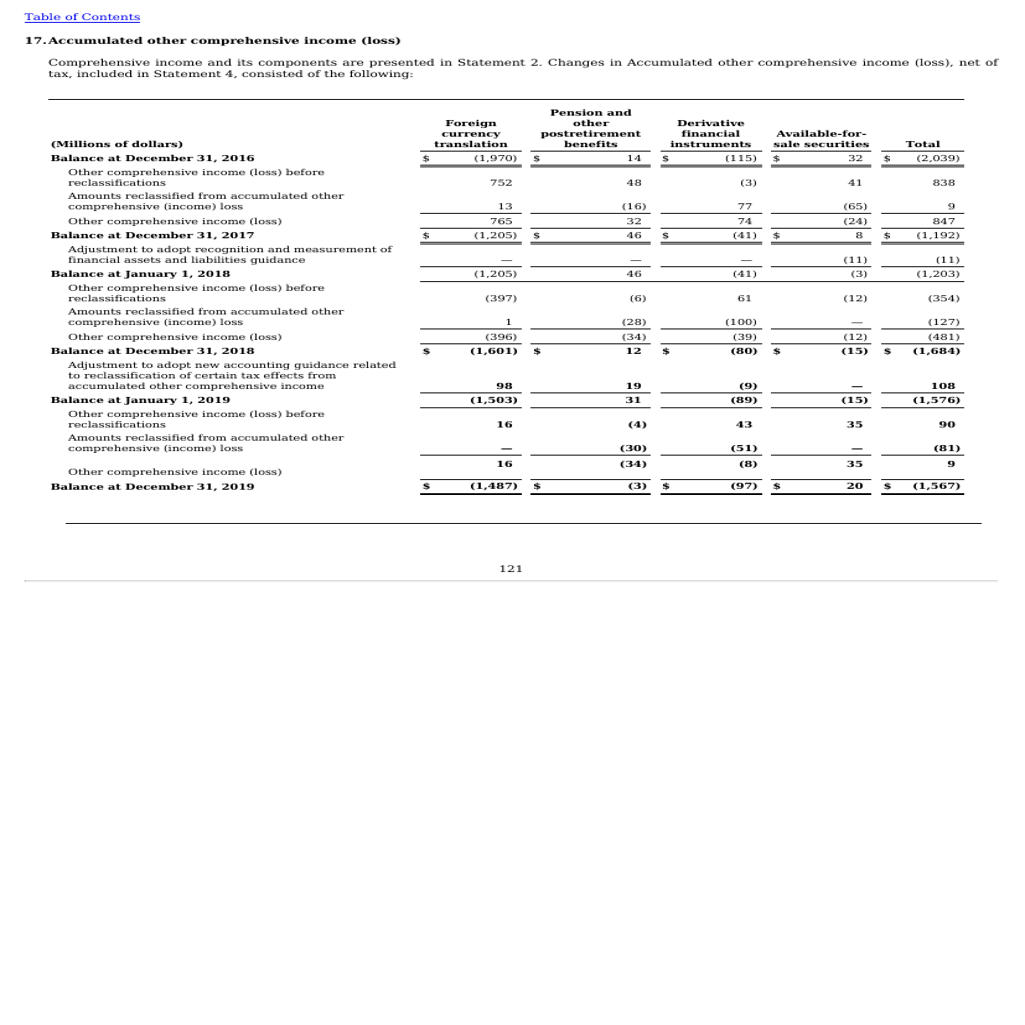 Table of Contents
17. Accumulated other comprehensive income (loss)
Comprehensive income and its components are presented in Statement 2. Changes in Accumulated other comprehensive income (loss), net of
tax, included in Statement 4, consisted of the following:
(Millions of dollars) Foreign currency translation Pension and other postretirement benefits Derivative financial instruments Available-for-sale securities Total
Balance at December 31, 2016 $ (1,970) $ 14 $ (115) $ 32 $ (2,039)
Other comprehensive income (loss) before
reclassifications 752 48 (3) 41 838
Amounts reclassified from accumulated other
comprehensive (income) loss 13 (16) 77 (65) 9
Other comprehensive income (loss) 765 32 74 (24) 847
Balance at December 31, 2017 $ (1,205) $ 46 $ (41) $ 8 $ (1,192)
Adjustment to adopt recognition and measurement of
financial assets and liabilities guidance — — — (11) (11)
Balance at January 1, 2018 (1,205) 46 (41) (3) (1,203)
Other comprehensive income (loss) before
reclassifications (397) (6) 61 (12) (354)
Amounts reclassified from accumulated other
comprehensive (income) loss 1 (28) (100) — (127)
Other comprehensive income (loss) (396) (34) (39) (12) (481)
Balance at December 31, 2018 $ (1,601) $ 12 $ (80) $ (15) $ (1,684)
Adjustment to adopt new accounting guidance related
to reclassification of certain tax effects from
accumulated other comprehensive income 98 19 (9) — 108
Balance at January 1, 2019 (1,503) 31 (89) (15) (1,576)
Other comprehensive income (loss) before
reclassifications 16 (4) 43 35 90
Amounts reclassified from accumulated other
comprehensive (income) loss — (30) (51) — (81)
Other comprehensive income (loss) 16 (34) (8) 35 9
Balance at December 31, 2019 $ (1,487) $ (3) $ (97) $ 20 $ (1,567)
121